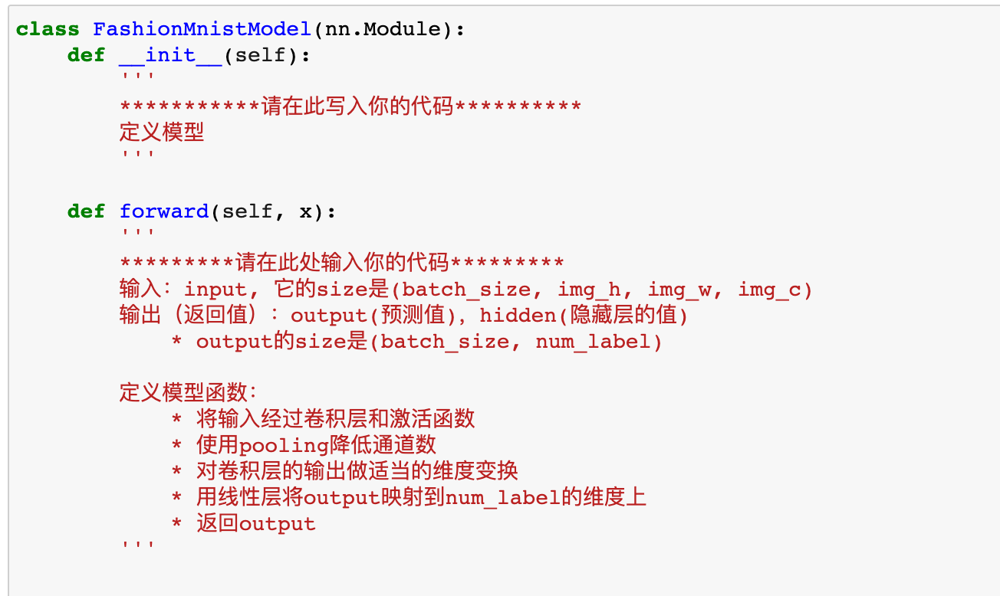 class FashionMnistModel(nn.Module):
def __init__(self):
'''
***********请在此写入你的代码**********
定义模型
'''
def forward(self, x):
'''
*********请在此处输入你的代码*********
输入：input, 它的size是(batch_size, img_h, img_w, img_c)
输出（返回值）：output(预测值)，hidden(隐藏层的值)
* output的size是(batch_size, num_label)
定义模型函数：
* 将输入经过卷积层和激活函数
* 使用pooling降低通道数
* 对卷积层的输出做适当的维度变换
* 用线性层将output映射到num_label的维度上
* 返回output
'''